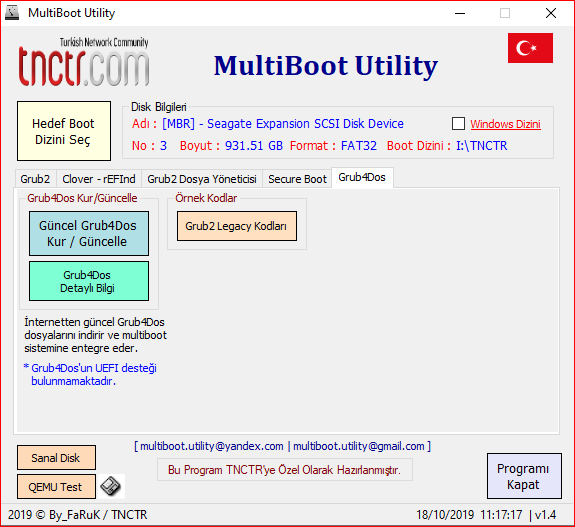 MultiBoot Utility
Turkish Network Community
tnctr.com
MultiBoot Utility
Hedef Boot
Dizini Seç
Disk Bilgileri
Adı : [MBR] - Seagate Expansion SCSI Disk Device
Windows Dizini
No : 3 Boyut : 931.51 GB Format : FAT32 Boot Dizini : I:\TNCTR
Grub2 Clover - rEFInd Grub2 Dosya Yöneticisi Secure Boot Grub4Dos
Grub4Dos Kur/Güncelle
Örnek Kodlar
Güncel Grub4Dos
Kur / Güncelle
Grub2 Legacy Kodları
Grub4Dos
Detaylı Bilgi
İnternetten güncel Grub4Dos
dosyalarını indirir ve multiboot
sistemine entegre eder.
* Grub4Dos'un UEFI desteği
bulunmamaktadır.
[ multiboot.utility@yandex.com | multiboot.utility@gmail.com ]
Sanal Disk
Bu Program TNCTR'ye Özel Olarak Hazırlanmıştır.
QEMU Test
Programı
Kapat
2019 © By_FaRuK / TNCTR
18/10/2019 11:17:17 | v1.4